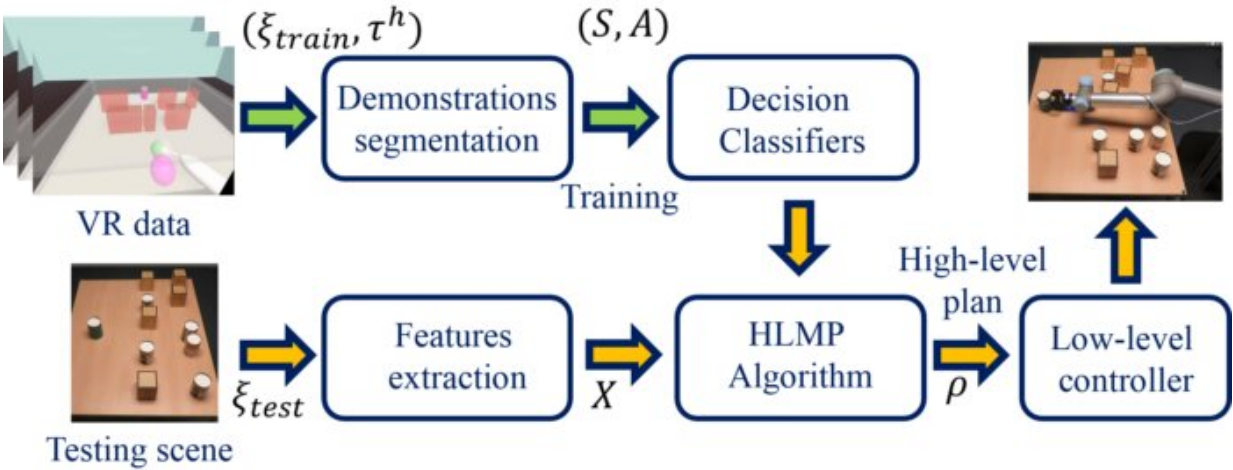 (ξ_train, τ^h)
(S, A)
Demonstrations
segmentation
Decision
Classifiers
VR data
Training
High-level
plan
Features
extraction
HLMP
Algorithm
Low-level
controller
ξ_test
X
ρ
Testing scene